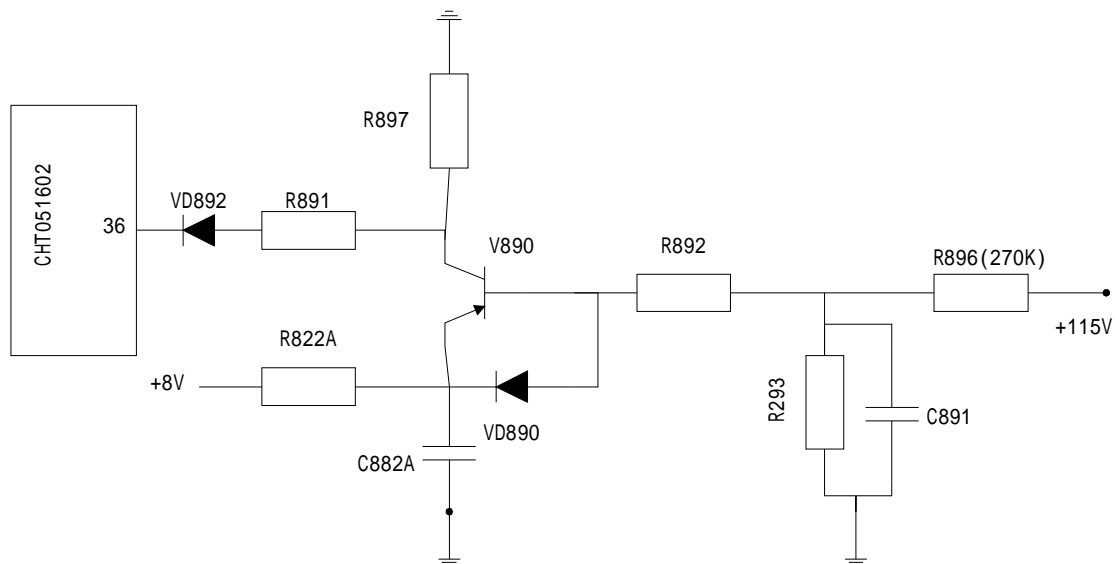 R897
CHT051602
36
VD892
R891
V890
R892
R896(270K)
+115V
R822A
+8V
VD890
R293
C891
C882A